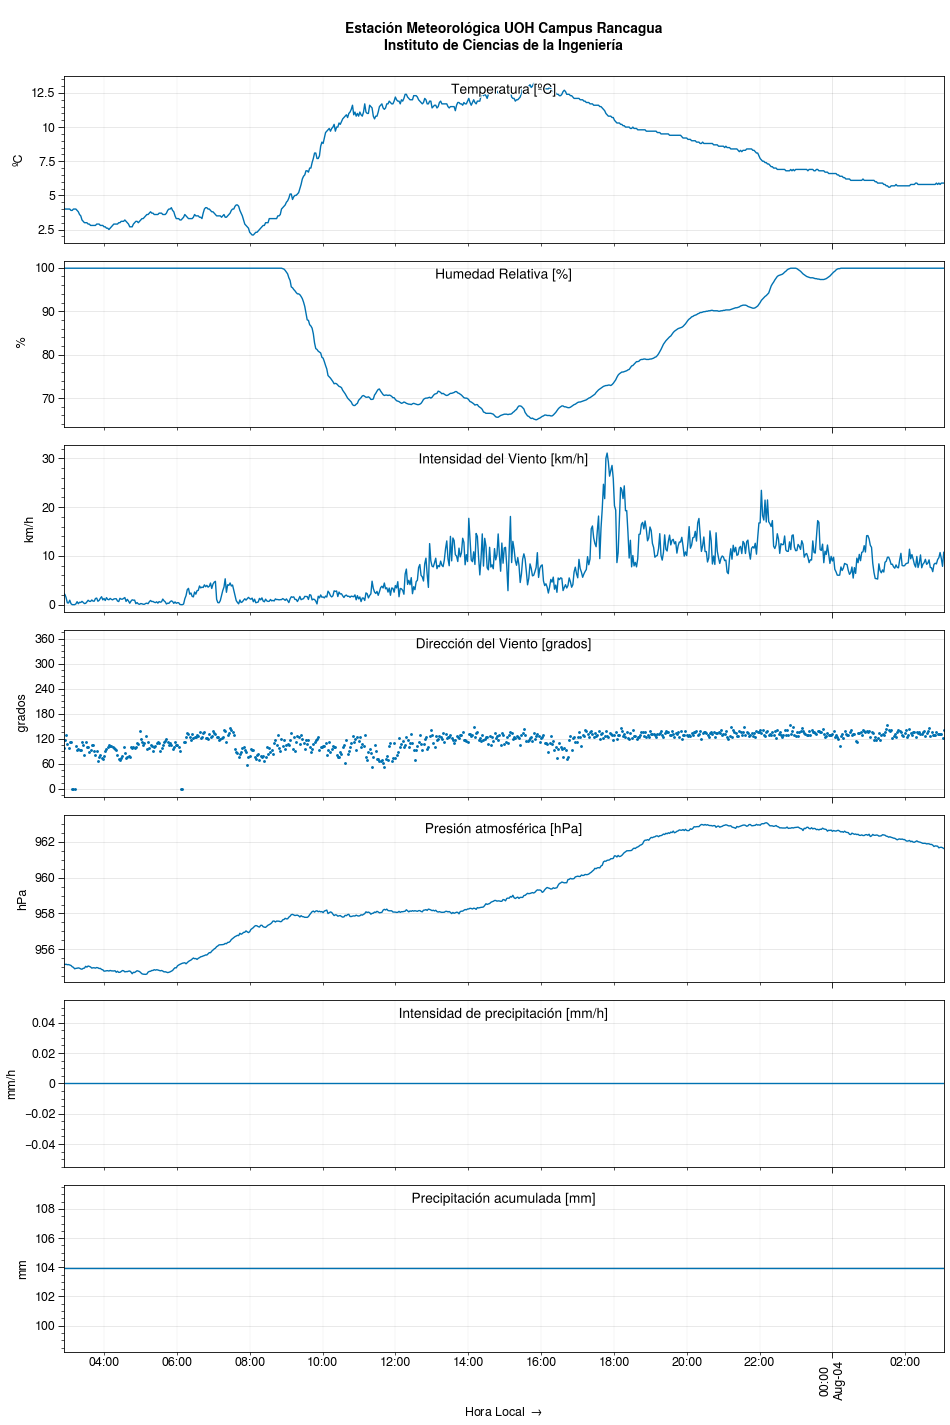 Estación Meteorológica UOH Campus Rancagua
Instituto de Ciencias de la Ingeniería
Temperatura [ºC]
12.5
10
7.5
5
2.5
ºC
Humedad Relativa [%]
100
90
80
70
%
Intensidad del Viento [km/h]
30
20
10
0
km/h
Dirección del Viento [grados]
360
300
240
180
120
60
0
grados
Presión atmosférica [hPa]
962
960
958
956
hPa
Intensidad de precipitación [mm/h]
0.04
0.02
0
−0.02
−0.04
mm/h
Precipitación acumulada [mm]
108
106
104
102
100
mm
04:00 06:00 08:00 10:00 12:00 14:00 16:00 18:00 20:00 22:00 00:00 02:00
Aug-04
Hora Local →